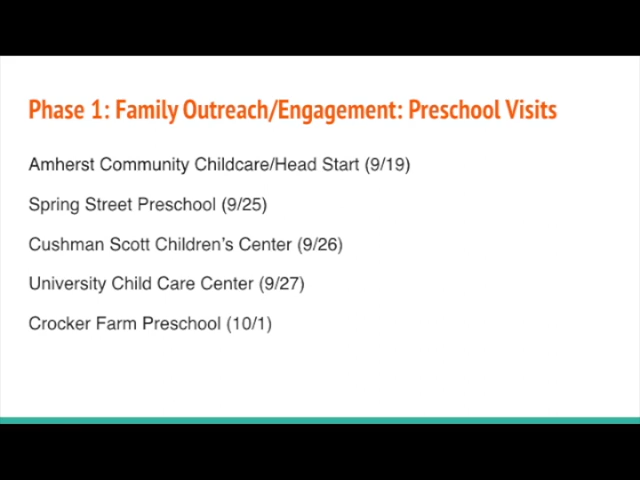 Phase 1: Family Outreach/Engagement: Preschool Visits
Amherst Community Childcare/Head Start (9/19)
Spring Street Preschool (9/25)
Cushman Scott Children's Center (9/26)
University Child Care Center (9/27)
Crocker Farm Preschool (10/1)